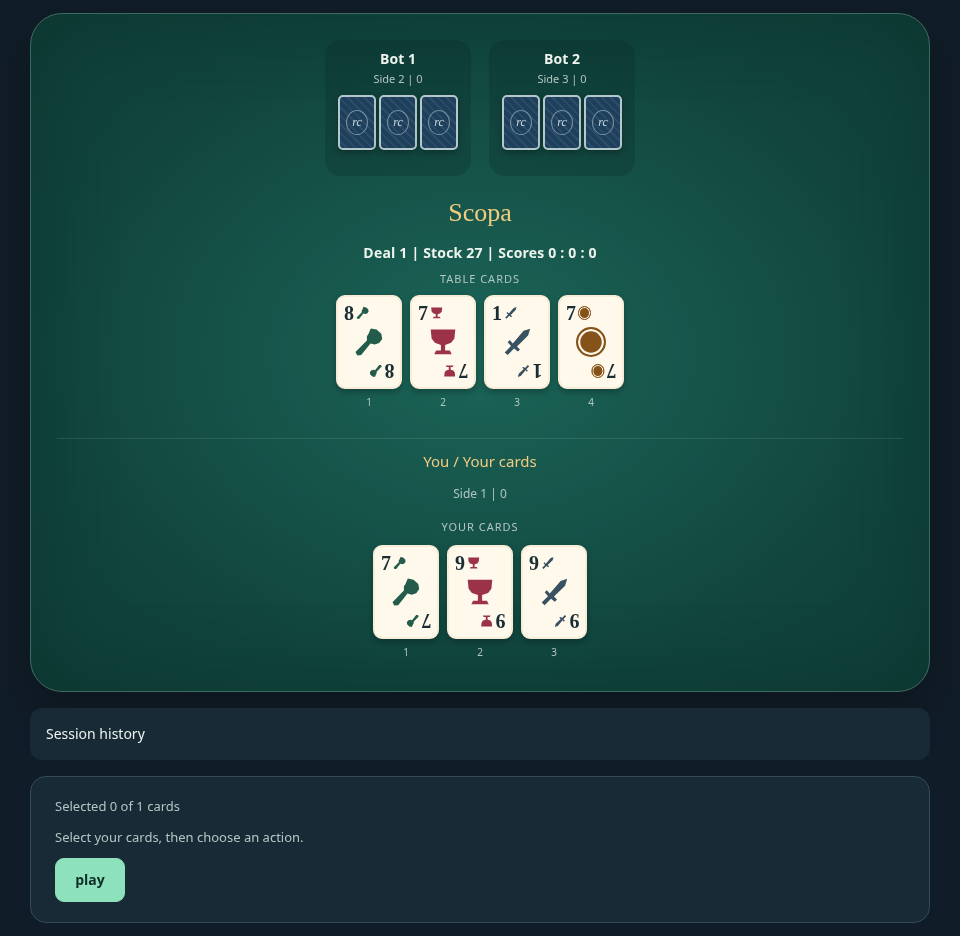 Bot 1
Side 2 | 0
rc rc rc
Bot 2
Side 3 | 0
rc rc rc
Scopa
Deal 1 | Stock 27 | Scores 0 : 0 : 0
TABLE CARDS
8 7 1 7
8 7 1 7
1 2 3 4
You / Your cards
Side 1 | 0
YOUR CARDS
7 9 9
7 9 9
1 2 3
Session history
Selected 0 of 1 cards
Select your cards, then choose an action.
play